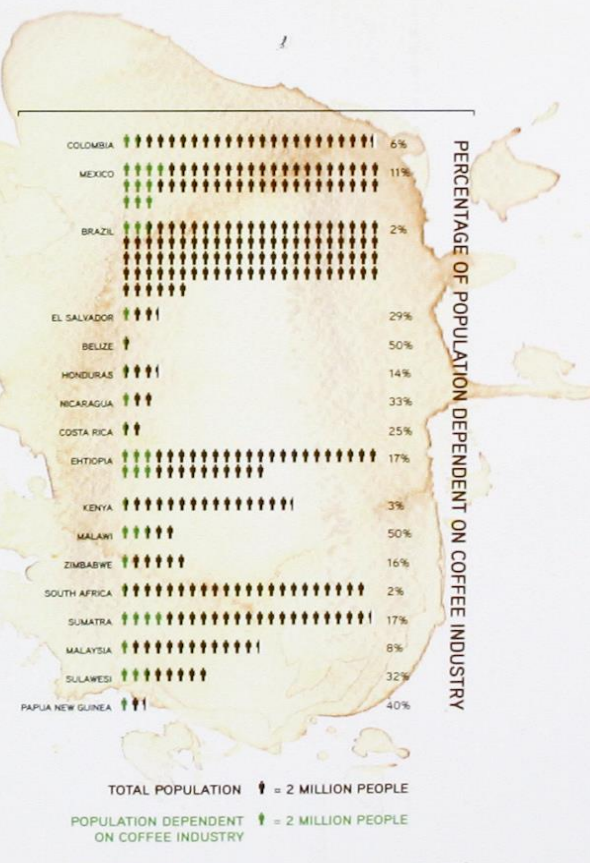 COLOMBIA 6%
MEXICO 11%
BRAZIL 2%
EL SALVADOR 29%
BELIZE 50%
HONDURAS 14%
NICARAGUA 33%
COSTA RICA 25%
EHTIOPIA 17%
KENYA 3%
MALAWI 50%
ZIMBABWE 16%
SOUTH AFRICA 2%
SUMATRA 17%
MALAYSIA 8%
SULAWESI 32%
PAPUA NEW GUINEA 40%
PERCENTAGE OF POPULATION DEPENDENT ON COFFEE INDUSTRY
TOTAL POPULATION = 2 MILLION PEOPLE
POPULATION DEPENDENT = 2 MILLION PEOPLE
ON COFFEE INDUSTRY